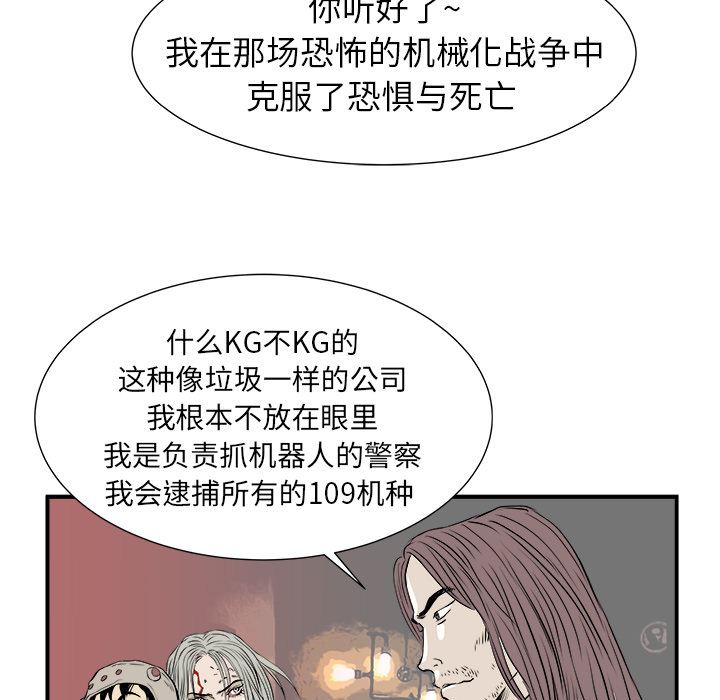 你听好了~
我在那场恐怖的机械化战争中
克服了恐惧与死亡
什么KG不KG的
这种像垃圾一样的公司
我根本不放在眼里
我是负责抓机器人的警察
我会逮捕所有的109机种